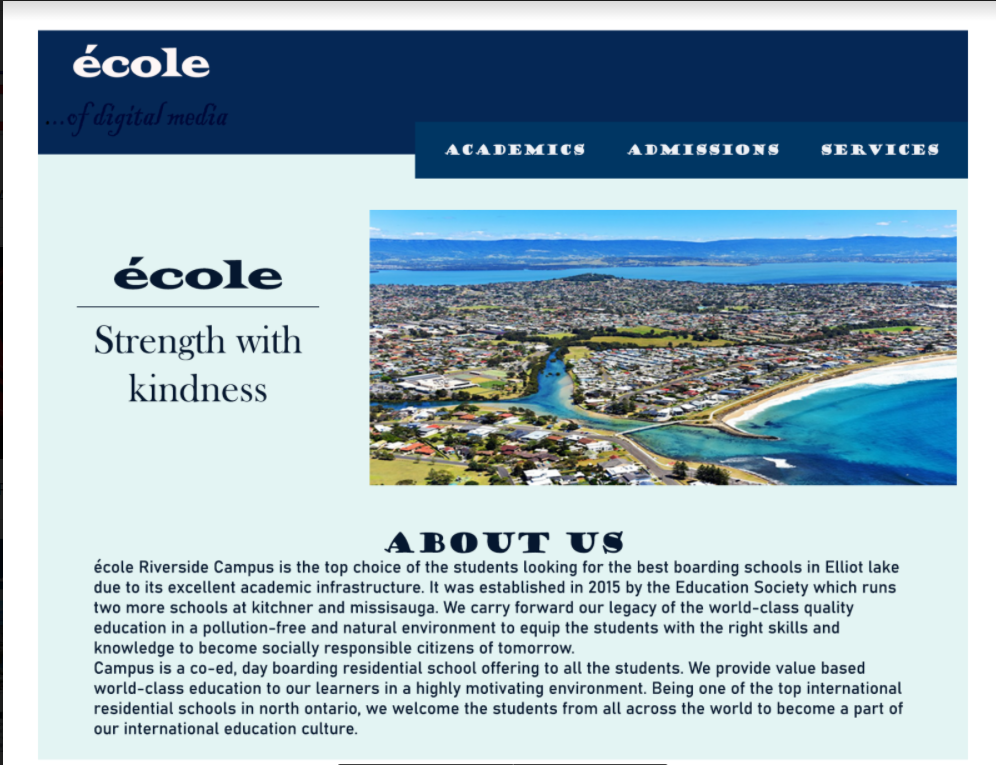 école
...of digital media
ACADEMICS ADMISSIONS SERVICES
école
Strength with
kindness
ABOUT US
école Riverside Campus is the top choice of the students looking for the best boarding schools in Elliot lake
due to its excellent academic infrastructure. It was established in 2015 by the Education Society which runs
two more schools at kitchner and missisauga. We carry forward our legacy of the world-class quality
education in a pollution-free and natural environment to equip the students with the right skills and
knowledge to become socially responsible citizens of tomorrow.
Campus is a co-ed, day boarding residential school offering to all the students. We provide value based
world-class education to our learners in a highly motivating environment. Being one of the top international
residential schools in north ontario, we welcome the students from all across the world to become a part of
our international education culture.